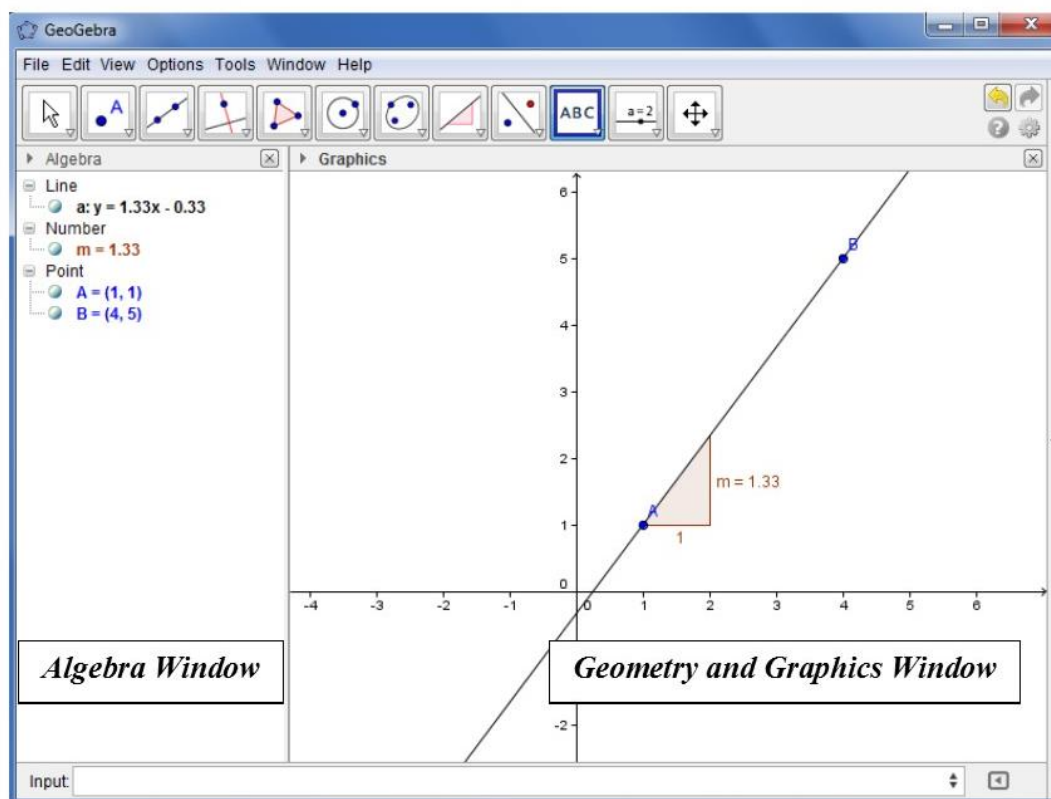 GeoGebra
File Edit View Options Tools Window Help
A
ABC
a=2
Algebra
Graphics
Line
a: y = 1.33x - 0.33
Number
m = 1.33
Point
A = (1, 1)
B = (4, 5)
6
B
5
4
3
2
m = 1.33
A
1
1
0
-4 -3 -2 -1 0 1 2 3 4 5 6
Algebra Window
Geometry and Graphics Window
-2
Input: